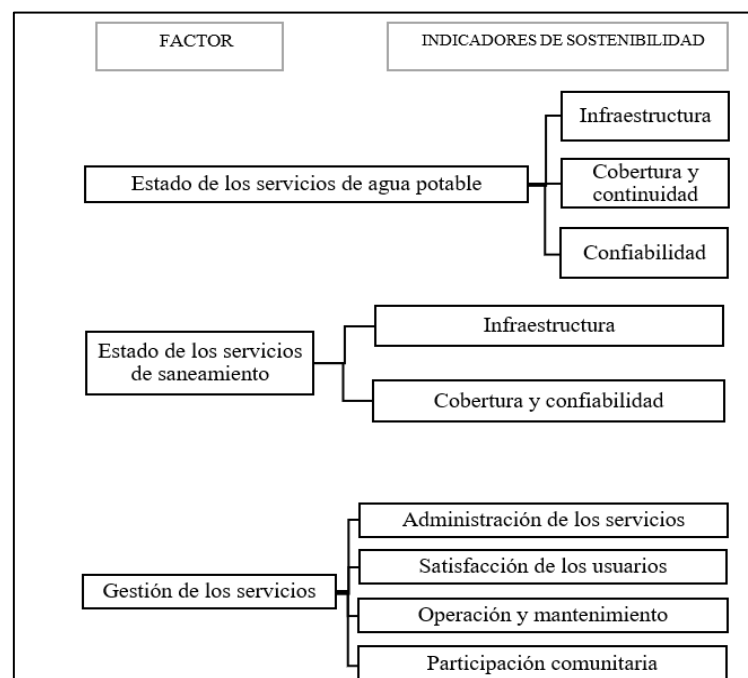 FACTOR
INDICADORES DE SOSTENIBILIDAD
Infraestructura
Estado de los servicios de agua potable
Cobertura y
continuidad
Confiabilidad
Estado de los servicios
de saneamiento
Infraestructura
Cobertura y confiabilidad
Gestión de los servicios
Administración de los servicios
Satisfacción de los usuarios
Operación y mantenimiento
Participación comunitaria